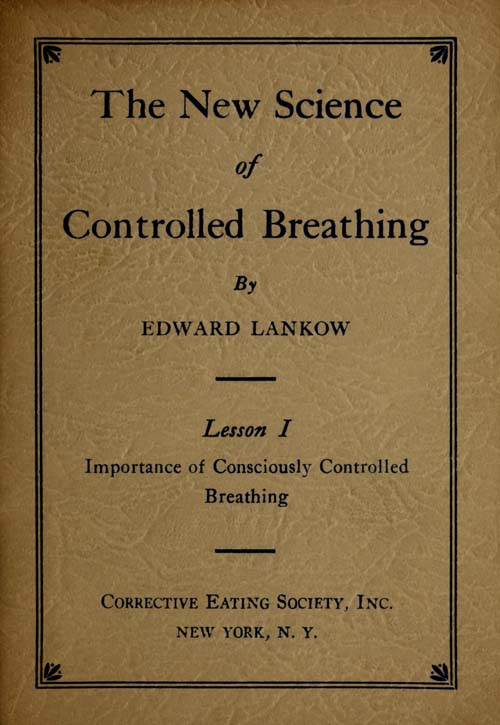 The New Science
of
Controlled Breathing
By
EDWARD LANKOW
Lesson I
Importance of Consciously Controlled
Breathing
CORRECTIVE EATING SOCIETY, INC.
NEW YORK, N. Y.